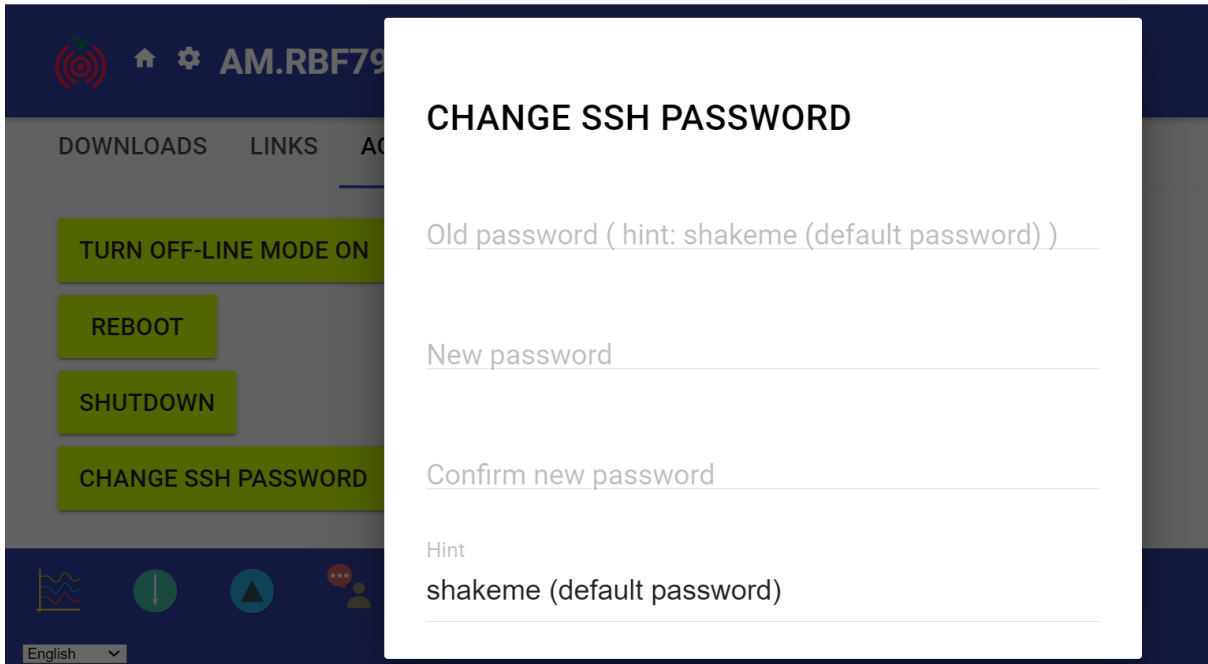 AM.RBF79
CHANGE SSH PASSWORD
DOWNLOADS LINKS
Old password ( hint: shakeme (default password) )
TURN OFF-LINE MODE ON
REBOOT
New password
SHUTDOWN
CHANGE SSH PASSWORD
Confirm new password
Hint
shakeme (default password)
English